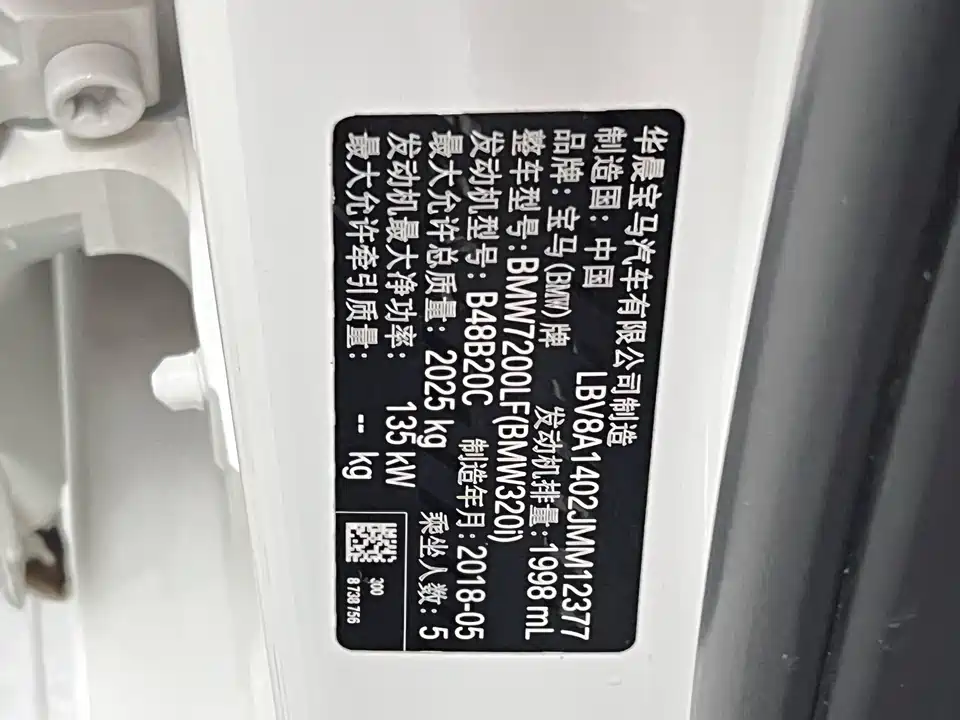 华晨宝马汽车有限公司制造
制造国：中国 LBV8A1402JMM12377
品牌：宝马(BMW)牌 发动机排量：1998 mL
整车型号：BMW7200LF(BMW320i)
发动机型号：B48B20C 制造年月：2018-05
最大允许总质量：2025 kg 乘坐人数：5
发动机最大净功率：135 kW
最大允许牵引质量：-- kg
300
8 738 756